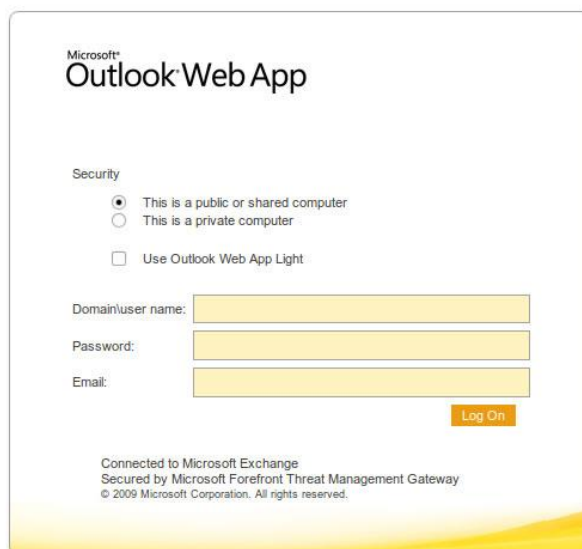 Microsoft®
Outlook® Web App
Security
This is a public or shared computer
This is a private computer
Use Outlook Web App Light
Domain\user name:
Password:
Email:
Log On
Connected to Microsoft Exchange
Secured by Microsoft Forefront Threat Management Gateway
© 2009 Microsoft Corporation. All rights reserved.